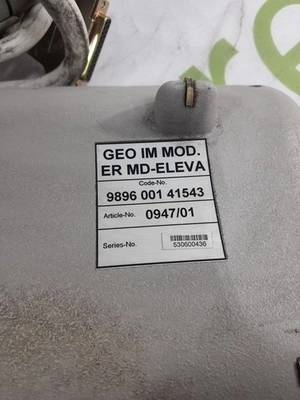 GEO IM MOD.
ER MD-ELEVA
Code-No.
9896 001 41543
Article-No. 0947/01
Series-No. 530600436